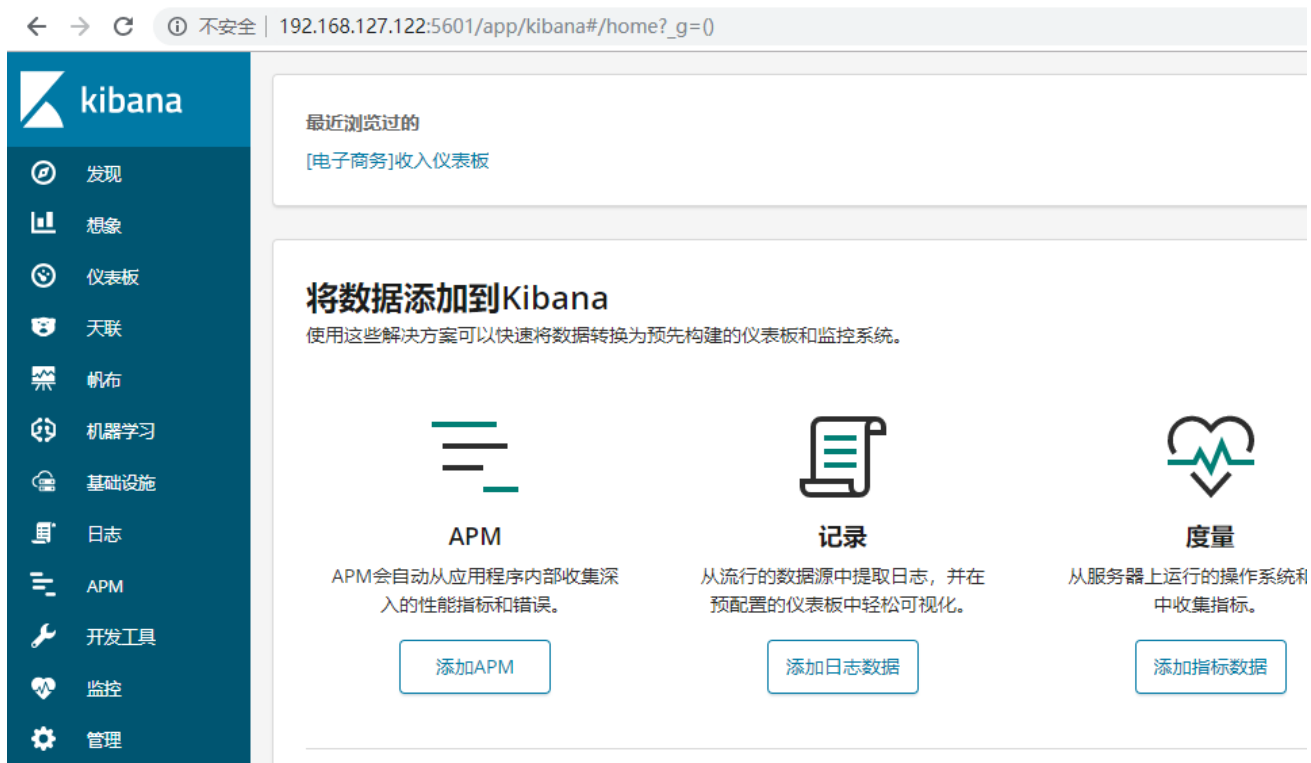 不安全 | 192.168.127.122:5601/app/kibana#/home?_g=()
kibana
发现
想象
仪表板
天联
帆布
机器学习
基础设施
日志
APM
开发工具
监控
管理
最近浏览过的
[电子商务]收入仪表板
将数据添加到Kibana
使用这些解决方案可以快速将数据转换为预先构建的仪表板和监控系统。
APM
APM会自动从应用程序内部收集深
入的性能指标和错误。
添加APM
记录
从流行的数据源中提取日志，并在
预配置的仪表板中轻松可视化。
添加日志数据
度量
从服务器上运行的操作系统和
中收集指标。
添加指标数据